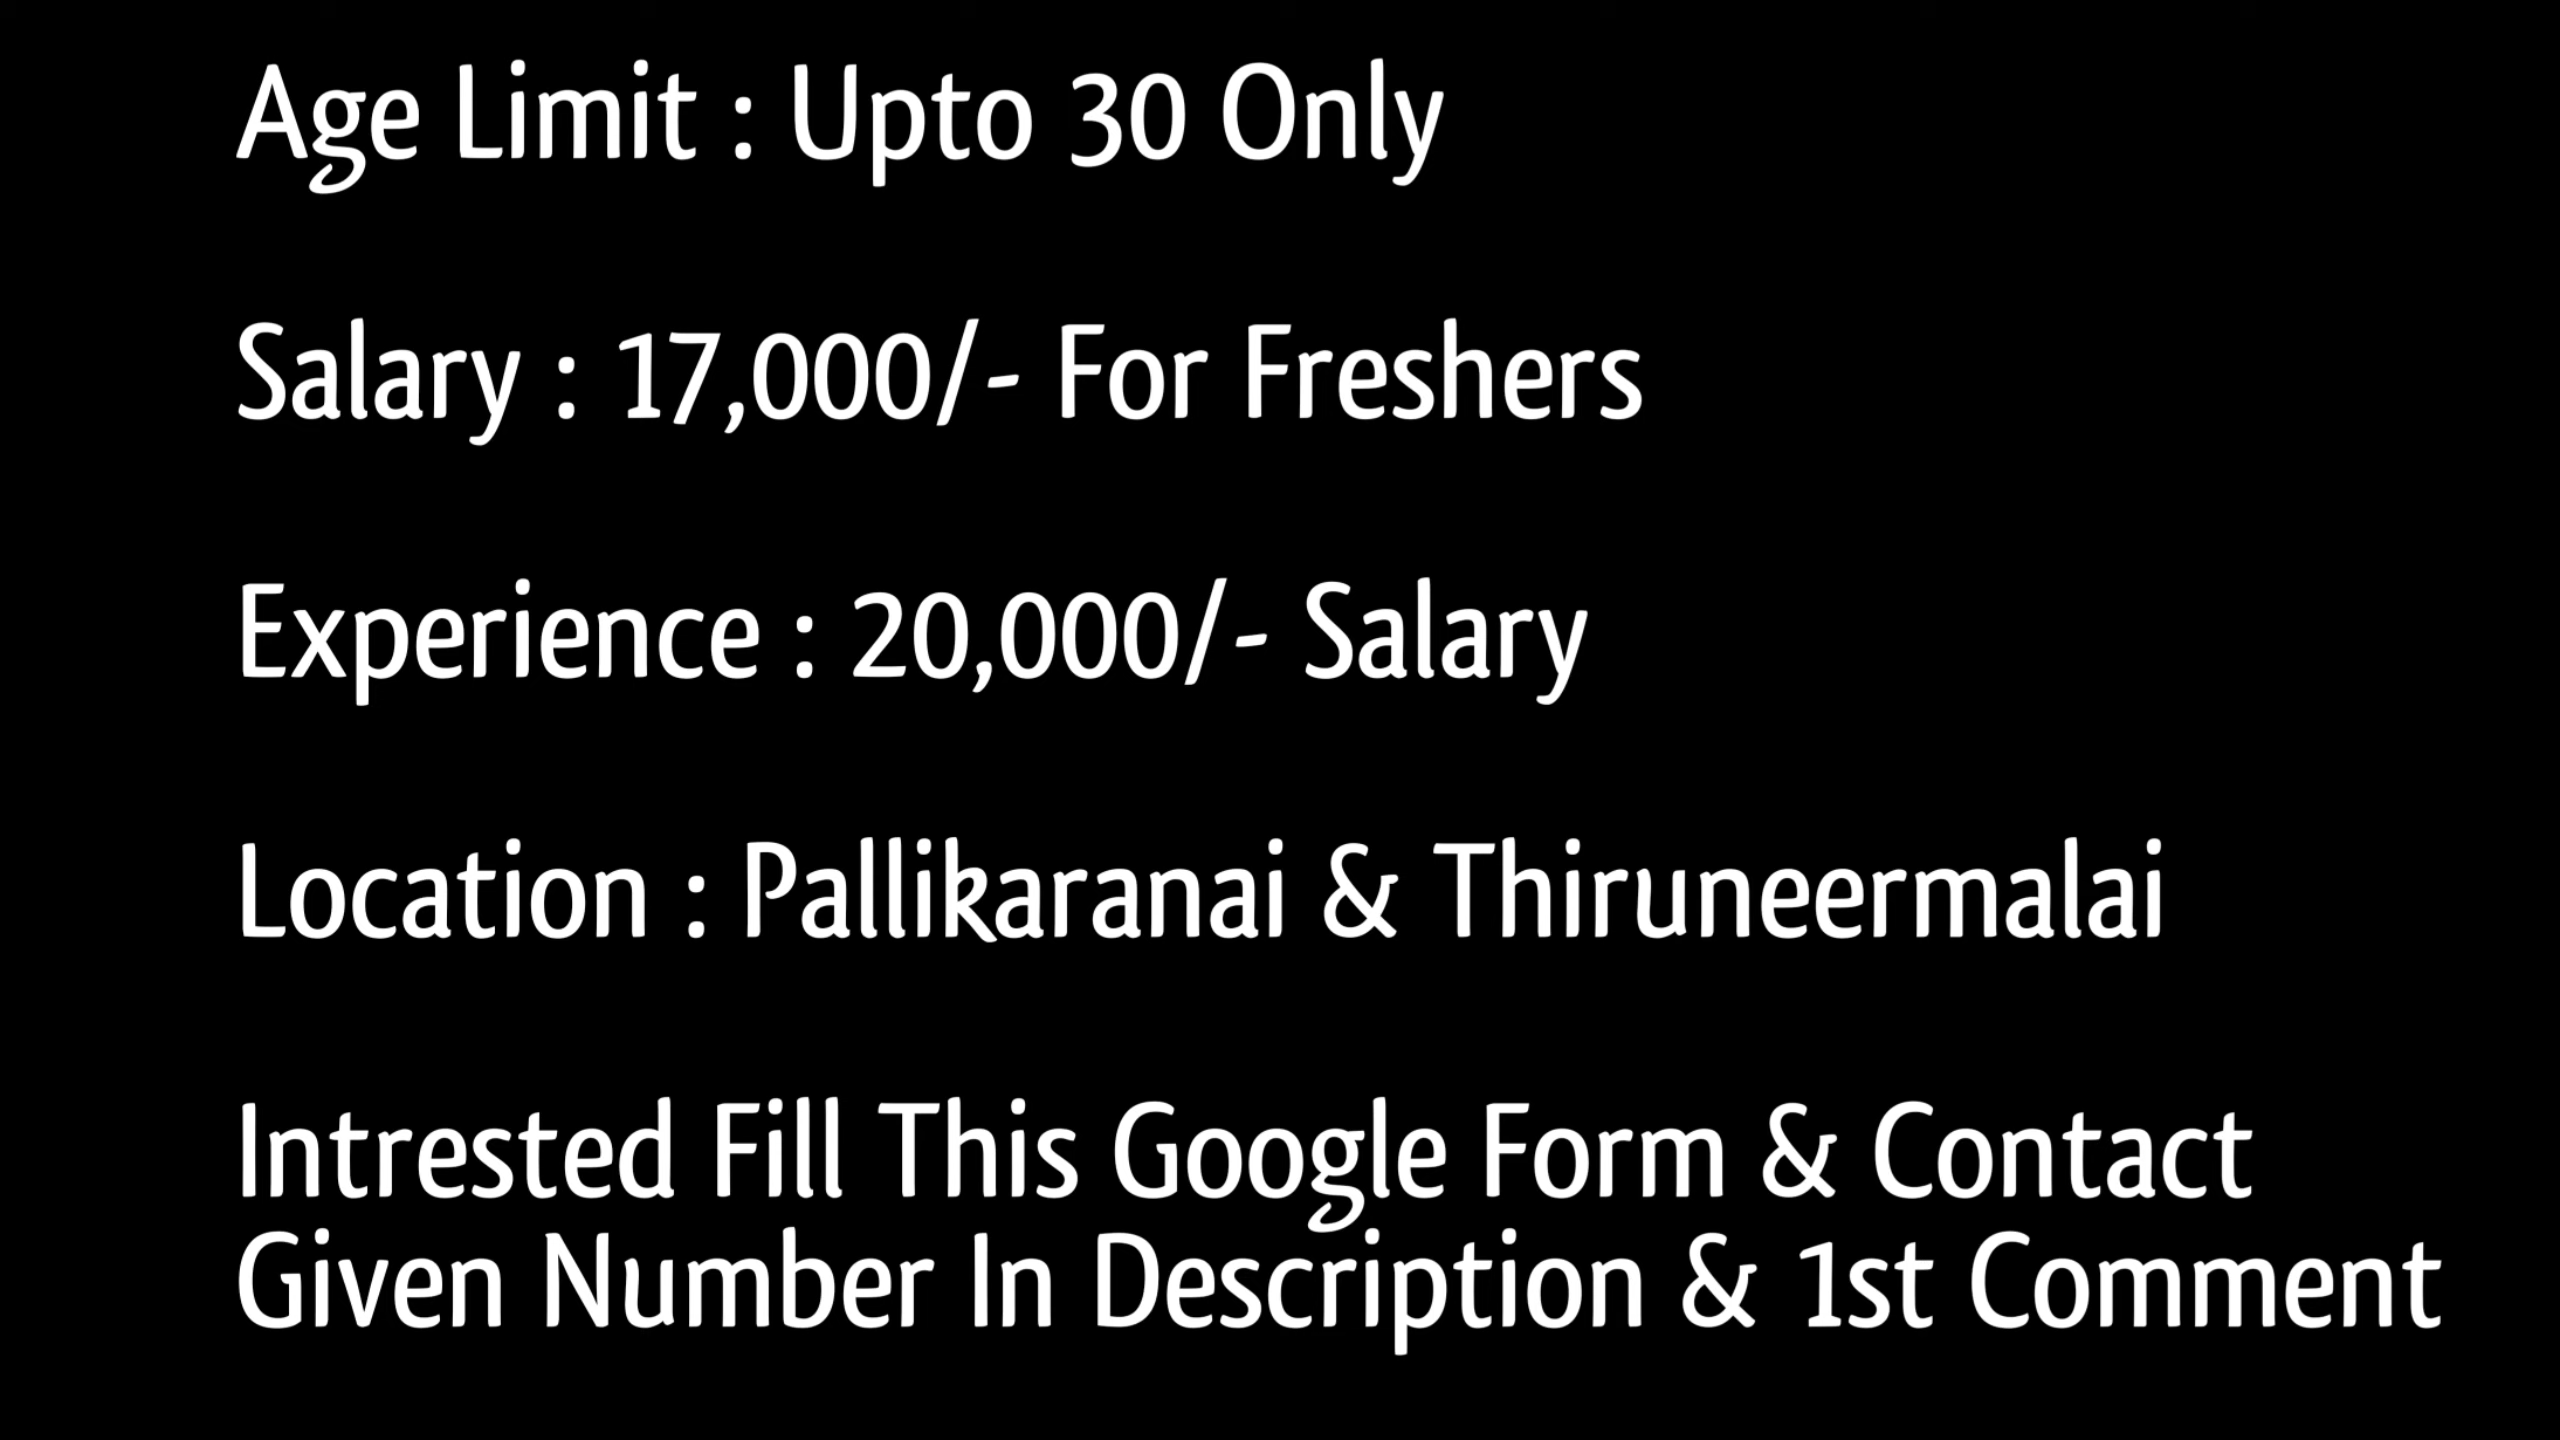 Age Limit : Upto 30 Only
Salary : 17,000/- For Freshers
Experience : 20,000/- Salary
Location : Pallikaranai & Thiruneermalai
Intrested Fill This Google Form & Contact
Given Number In Description & 1st Comment